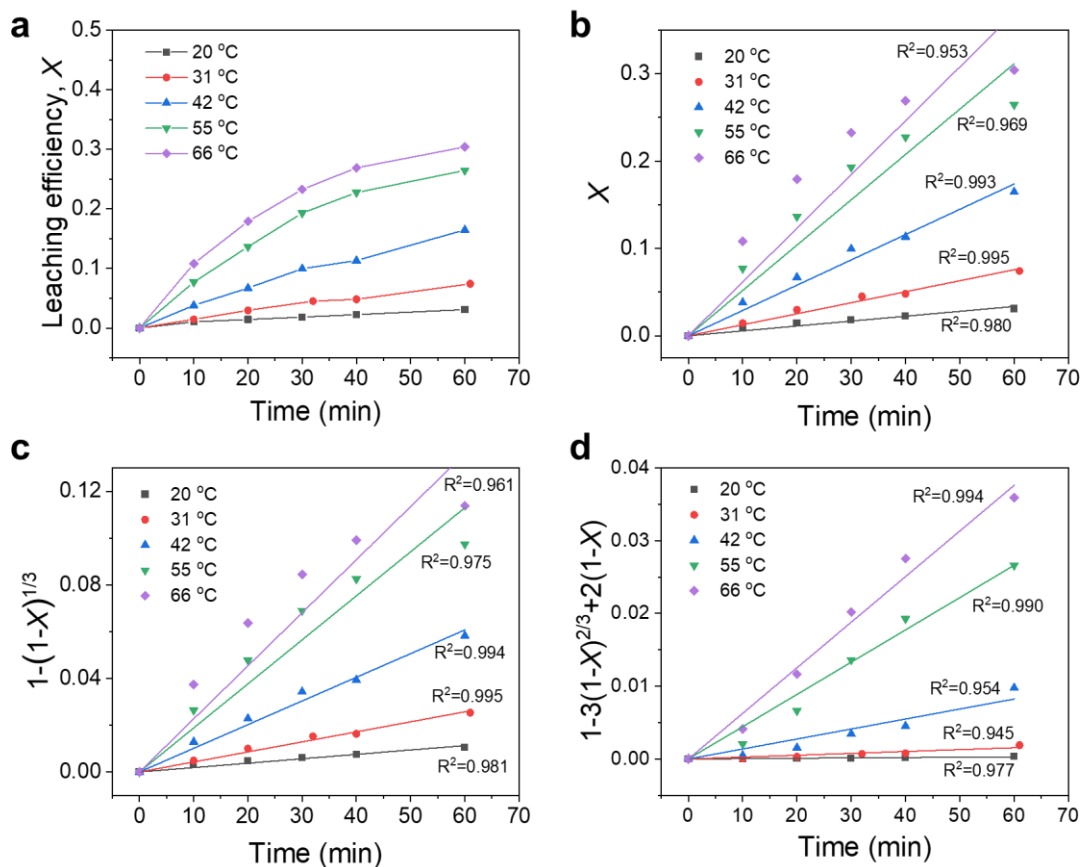 a
0.5
0.4
0.3
0.2
0.1
0.0
Leaching efficiency, X
20 °C
31 °C
42 °C
55 °C
66 °C
0 10 20 30 40 50 60 70
Time (min)
b
0.3
0.2
0.1
0.0
X
20 °C
31 °C
42 °C
55 °C
66 °C
R²=0.953
R²=0.969
R²=0.993
R²=0.995
R²=0.980
0 10 20 30 40 50 60 70
Time (min)
c
0.12
0.08
0.04
0.00
1-(1-X)^1/3
20 °C
31 °C
42 °C
55 °C
66 °C
R²=0.961
R²=0.975
R²=0.994
R²=0.995
R²=0.981
0 10 20 30 40 50 60 70
Time (min)
d
0.04
0.03
0.02
0.01
0.00
1-3(1-X)^2/3+2(1-X)
20 °C
31 °C
42 °C
55 °C
66 °C
R²=0.994
R²=0.990
R²=0.954
R²=0.945
R²=0.977
0 10 20 30 40 50 60 70
Time (min)